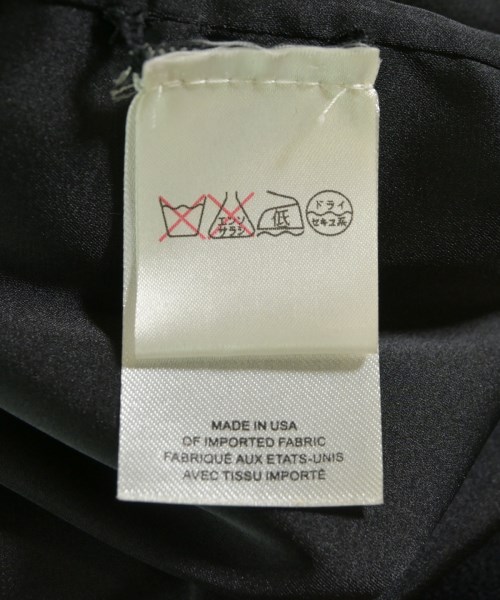 エンソ
サラシ
低
ドライ
セキユ系
MADE IN USA
OF IMPORTED FABRIC
FABRIQUÉ AUX ETATS-UNIS
AVEC TISSU IMPORTÉ